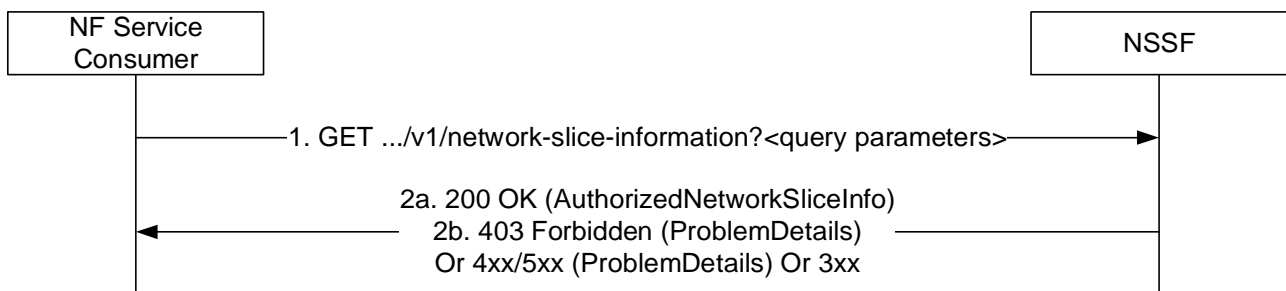 NF Service
Consumer
NSSF
1. GET .../v1/network-slice-information?<query parameters>
2a. 200 OK (AuthorizedNetworkSliceInfo)
2b. 403 Forbidden (ProblemDetails)
Or 4xx/5xx (ProblemDetails) Or 3xx